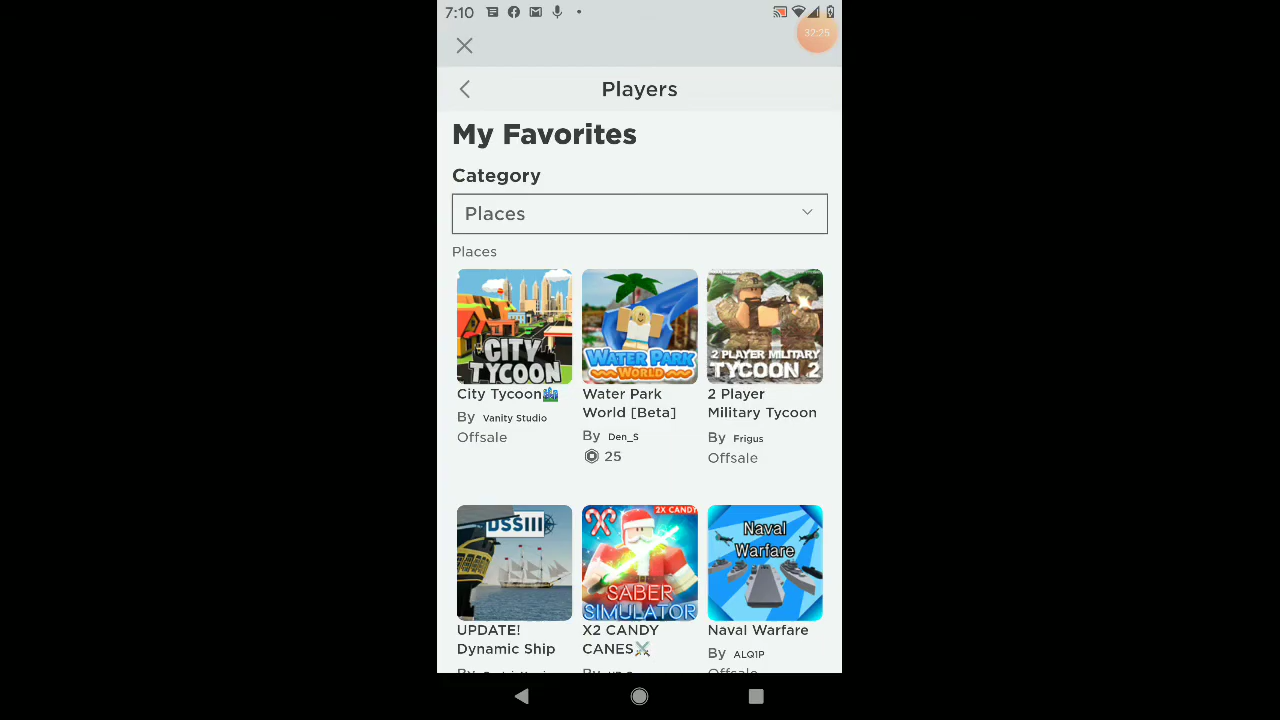 7:10
32:25
Players
My Favorites
Category
Places
Places
CITY
TYCOON
WATER PARK
WORLD
2 PLAYER MILITARY
TYCOON 2
City Tycoon🏙
Water Park
World [Beta]
2 Player
Military Tycoon
By Vanity Studio
By Den_S
By Frigus
Offsale
25
Offsale
DSSIII
2X CANDY
SABER
SIMULATOR
Naval
Warfare
UPDATE!
Dynamic Ship
X2 CANDY
CANES⚔
Naval Warfare
By ALQ1P